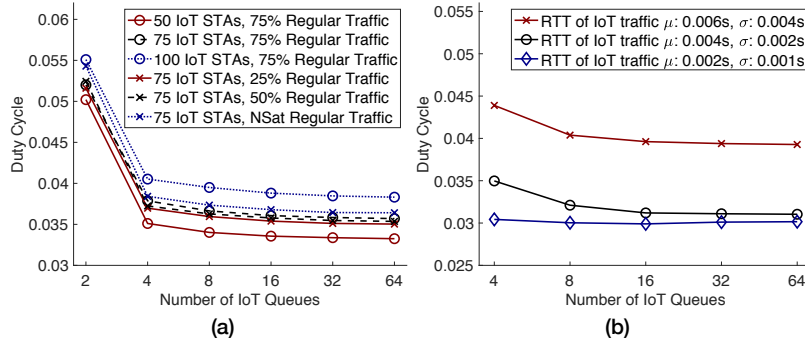 0.06
0.055
0.05
0.045
0.04
0.035
0.03
Duty Cycle
50 IoT STAs, 75% Regular Traffic
75 IoT STAs, 75% Regular Traffic
100 IoT STAs, 75% Regular Traffic
75 IoT STAs, 25% Regular Traffic
75 IoT STAs, 50% Regular Traffic
75 IoT STAs, NSat Regular Traffic
2 4 8 16 32 64
Number of IoT Queues
(a)
0.055
0.05
0.045
0.04
0.035
0.03
0.025
Duty Cycle
RTT of IoT traffic μ: 0.006s, σ: 0.004s
RTT of IoT traffic μ: 0.004s, σ: 0.002s
RTT of IoT traffic μ: 0.002s, σ: 0.001s
4 8 16 32 64
Number of IoT Queues
(b)